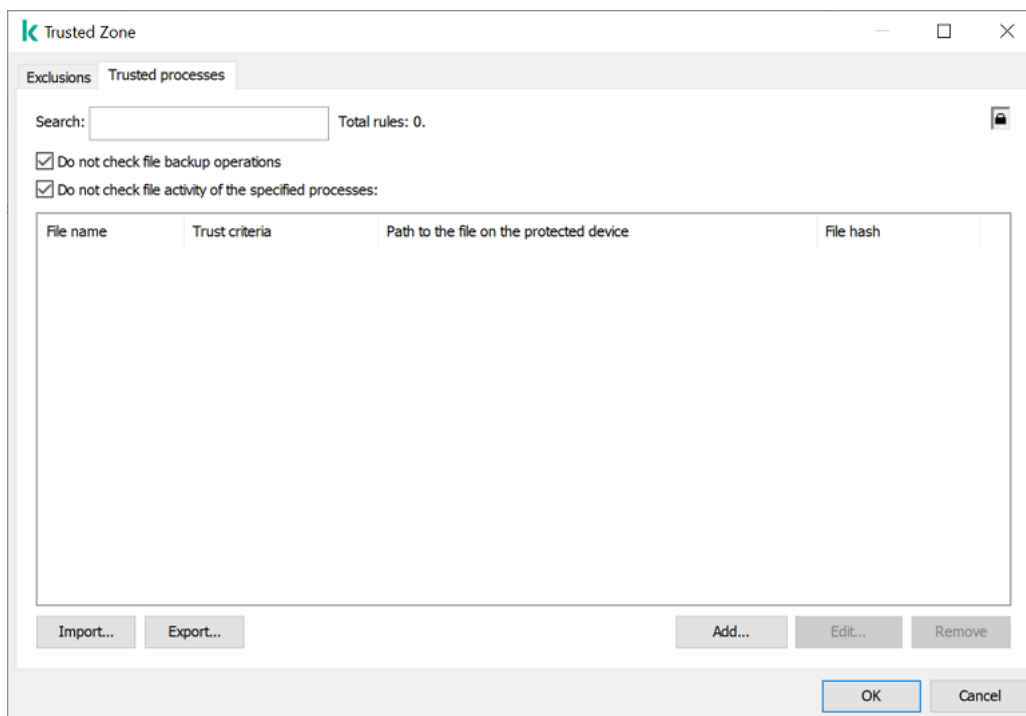 Trusted Zone
Exclusions Trusted processes
Search: Total rules: 0.
Do not check file backup operations
Do not check file activity of the specified processes:
File name Trust criteria Path to the file on the protected device File hash
Import... Export... Add... Edit... Remove
OK Cancel